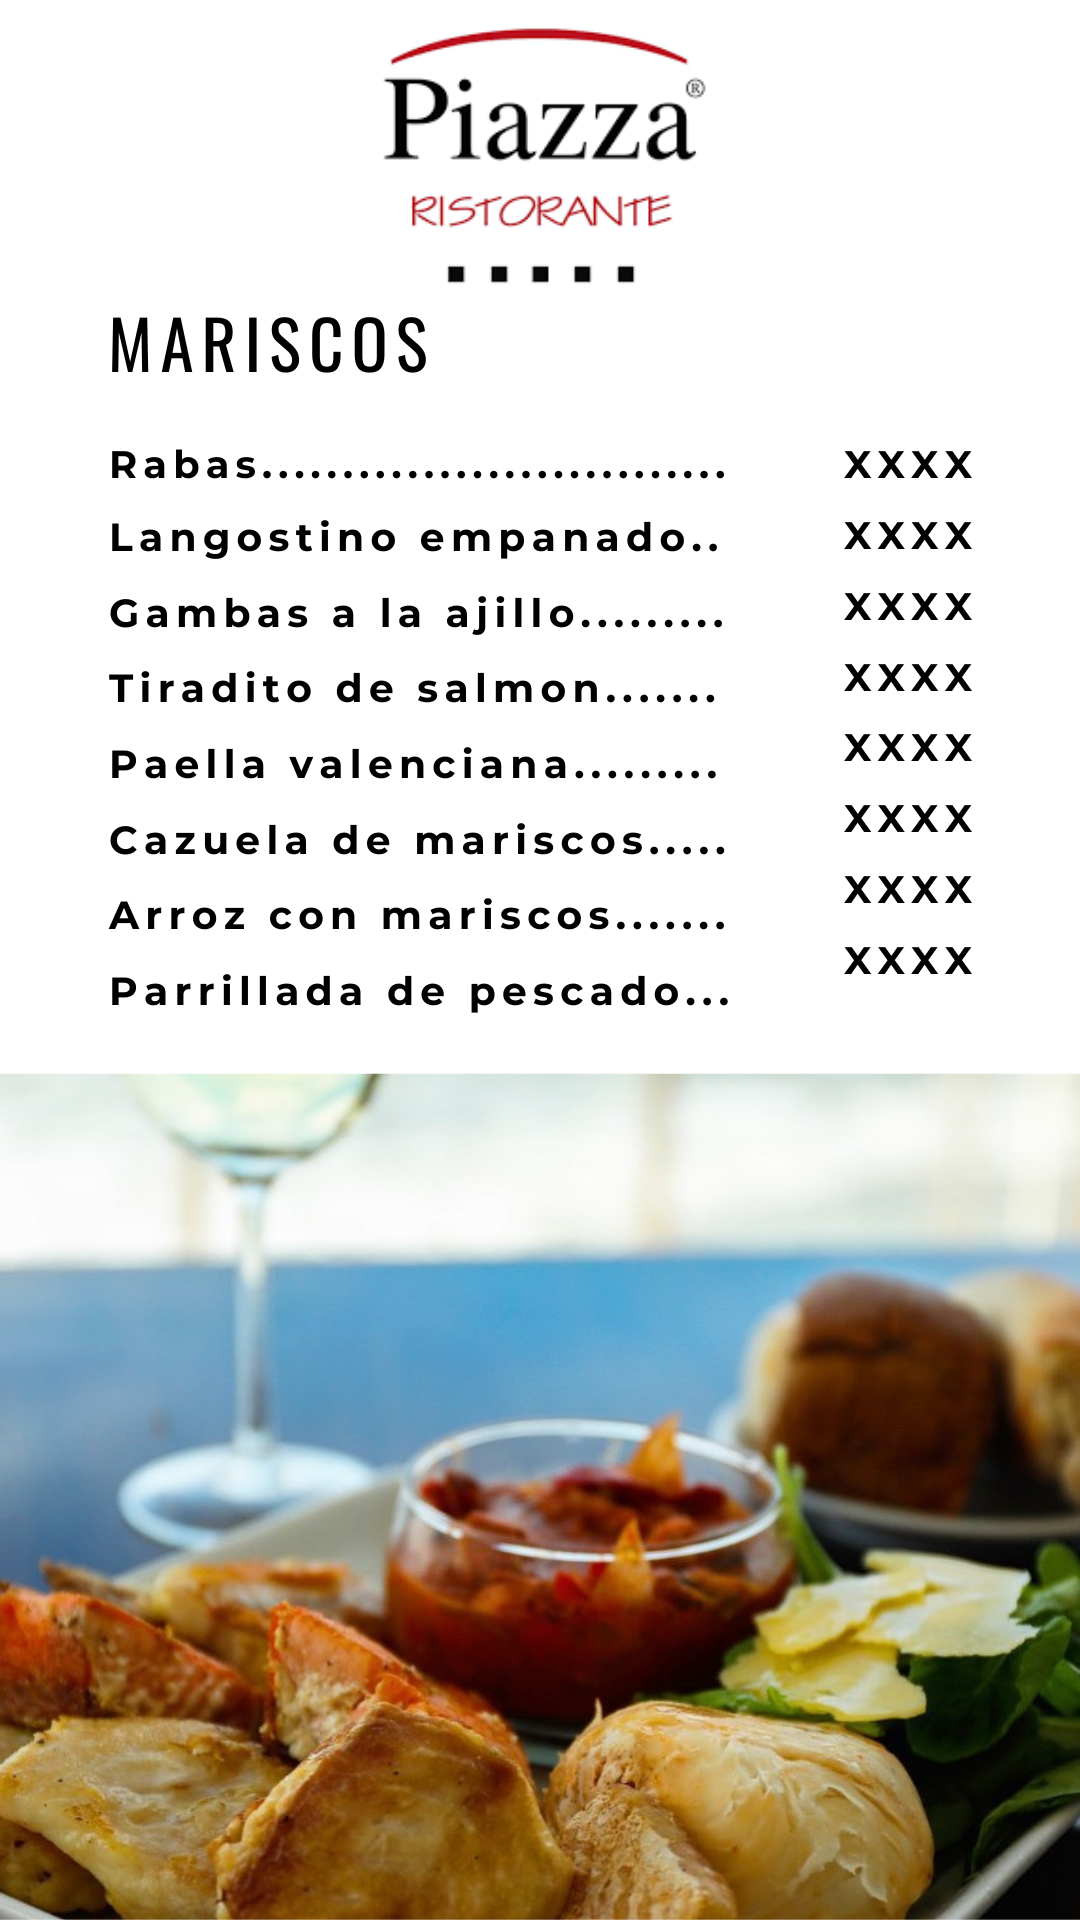 Piazza®
RISTORANTE
MARISCOS
Rabas............................. XXXX
Langostino empanado.. XXXX
Gambas a la ajillo......... XXXX
Tiradito de salmon....... XXXX
Paella valenciana......... XXXX
Cazuela de mariscos..... XXXX
Arroz con mariscos....... XXXX
Parrillada de pescado... XXXX